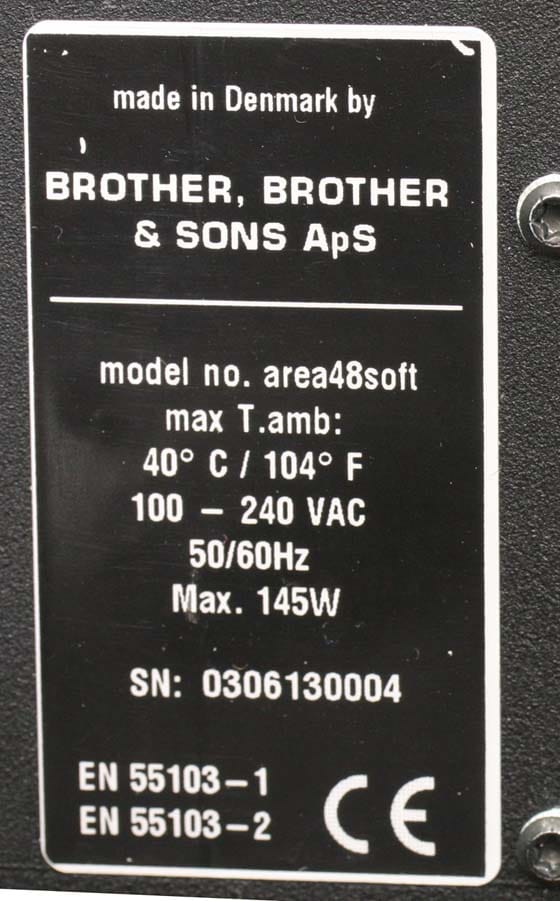 made in Denmark by
BROTHER, BROTHER
& SONS ApS
model no. area48soft
max T.amb:
40° C / 104° F
100 – 240 VAC
50/60Hz
Max. 145W
SN: 0306130004
EN 55103–1
EN 55103–2
CE